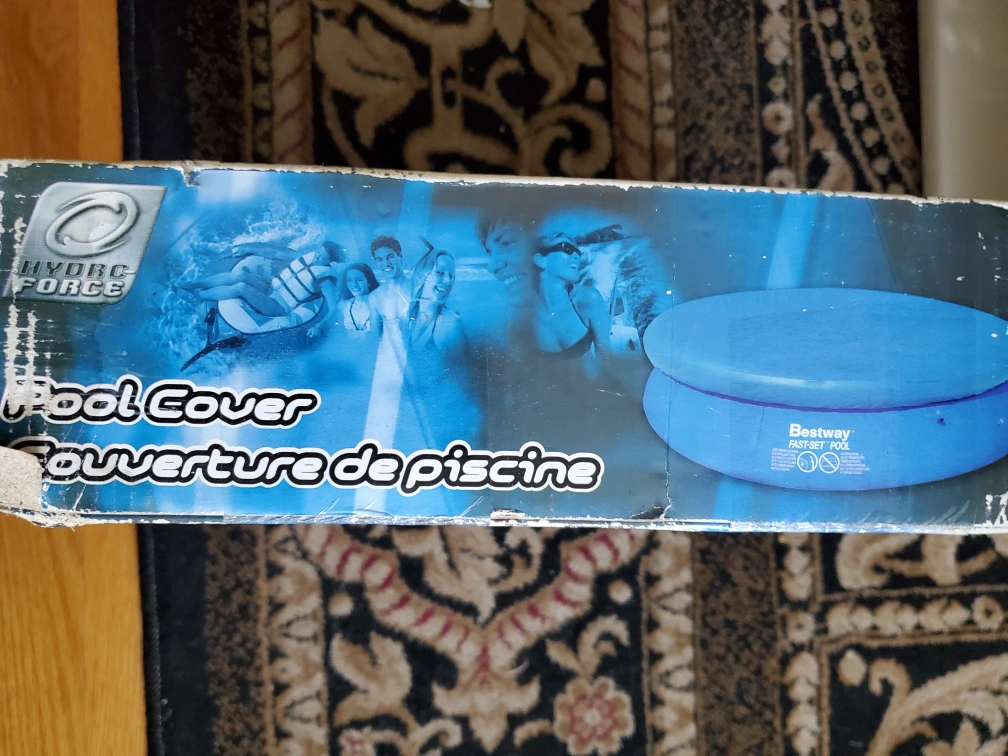 HYDRO
FORCE
Pool Cover
Couverture de piscine
Bestway
FAST-SET POOL